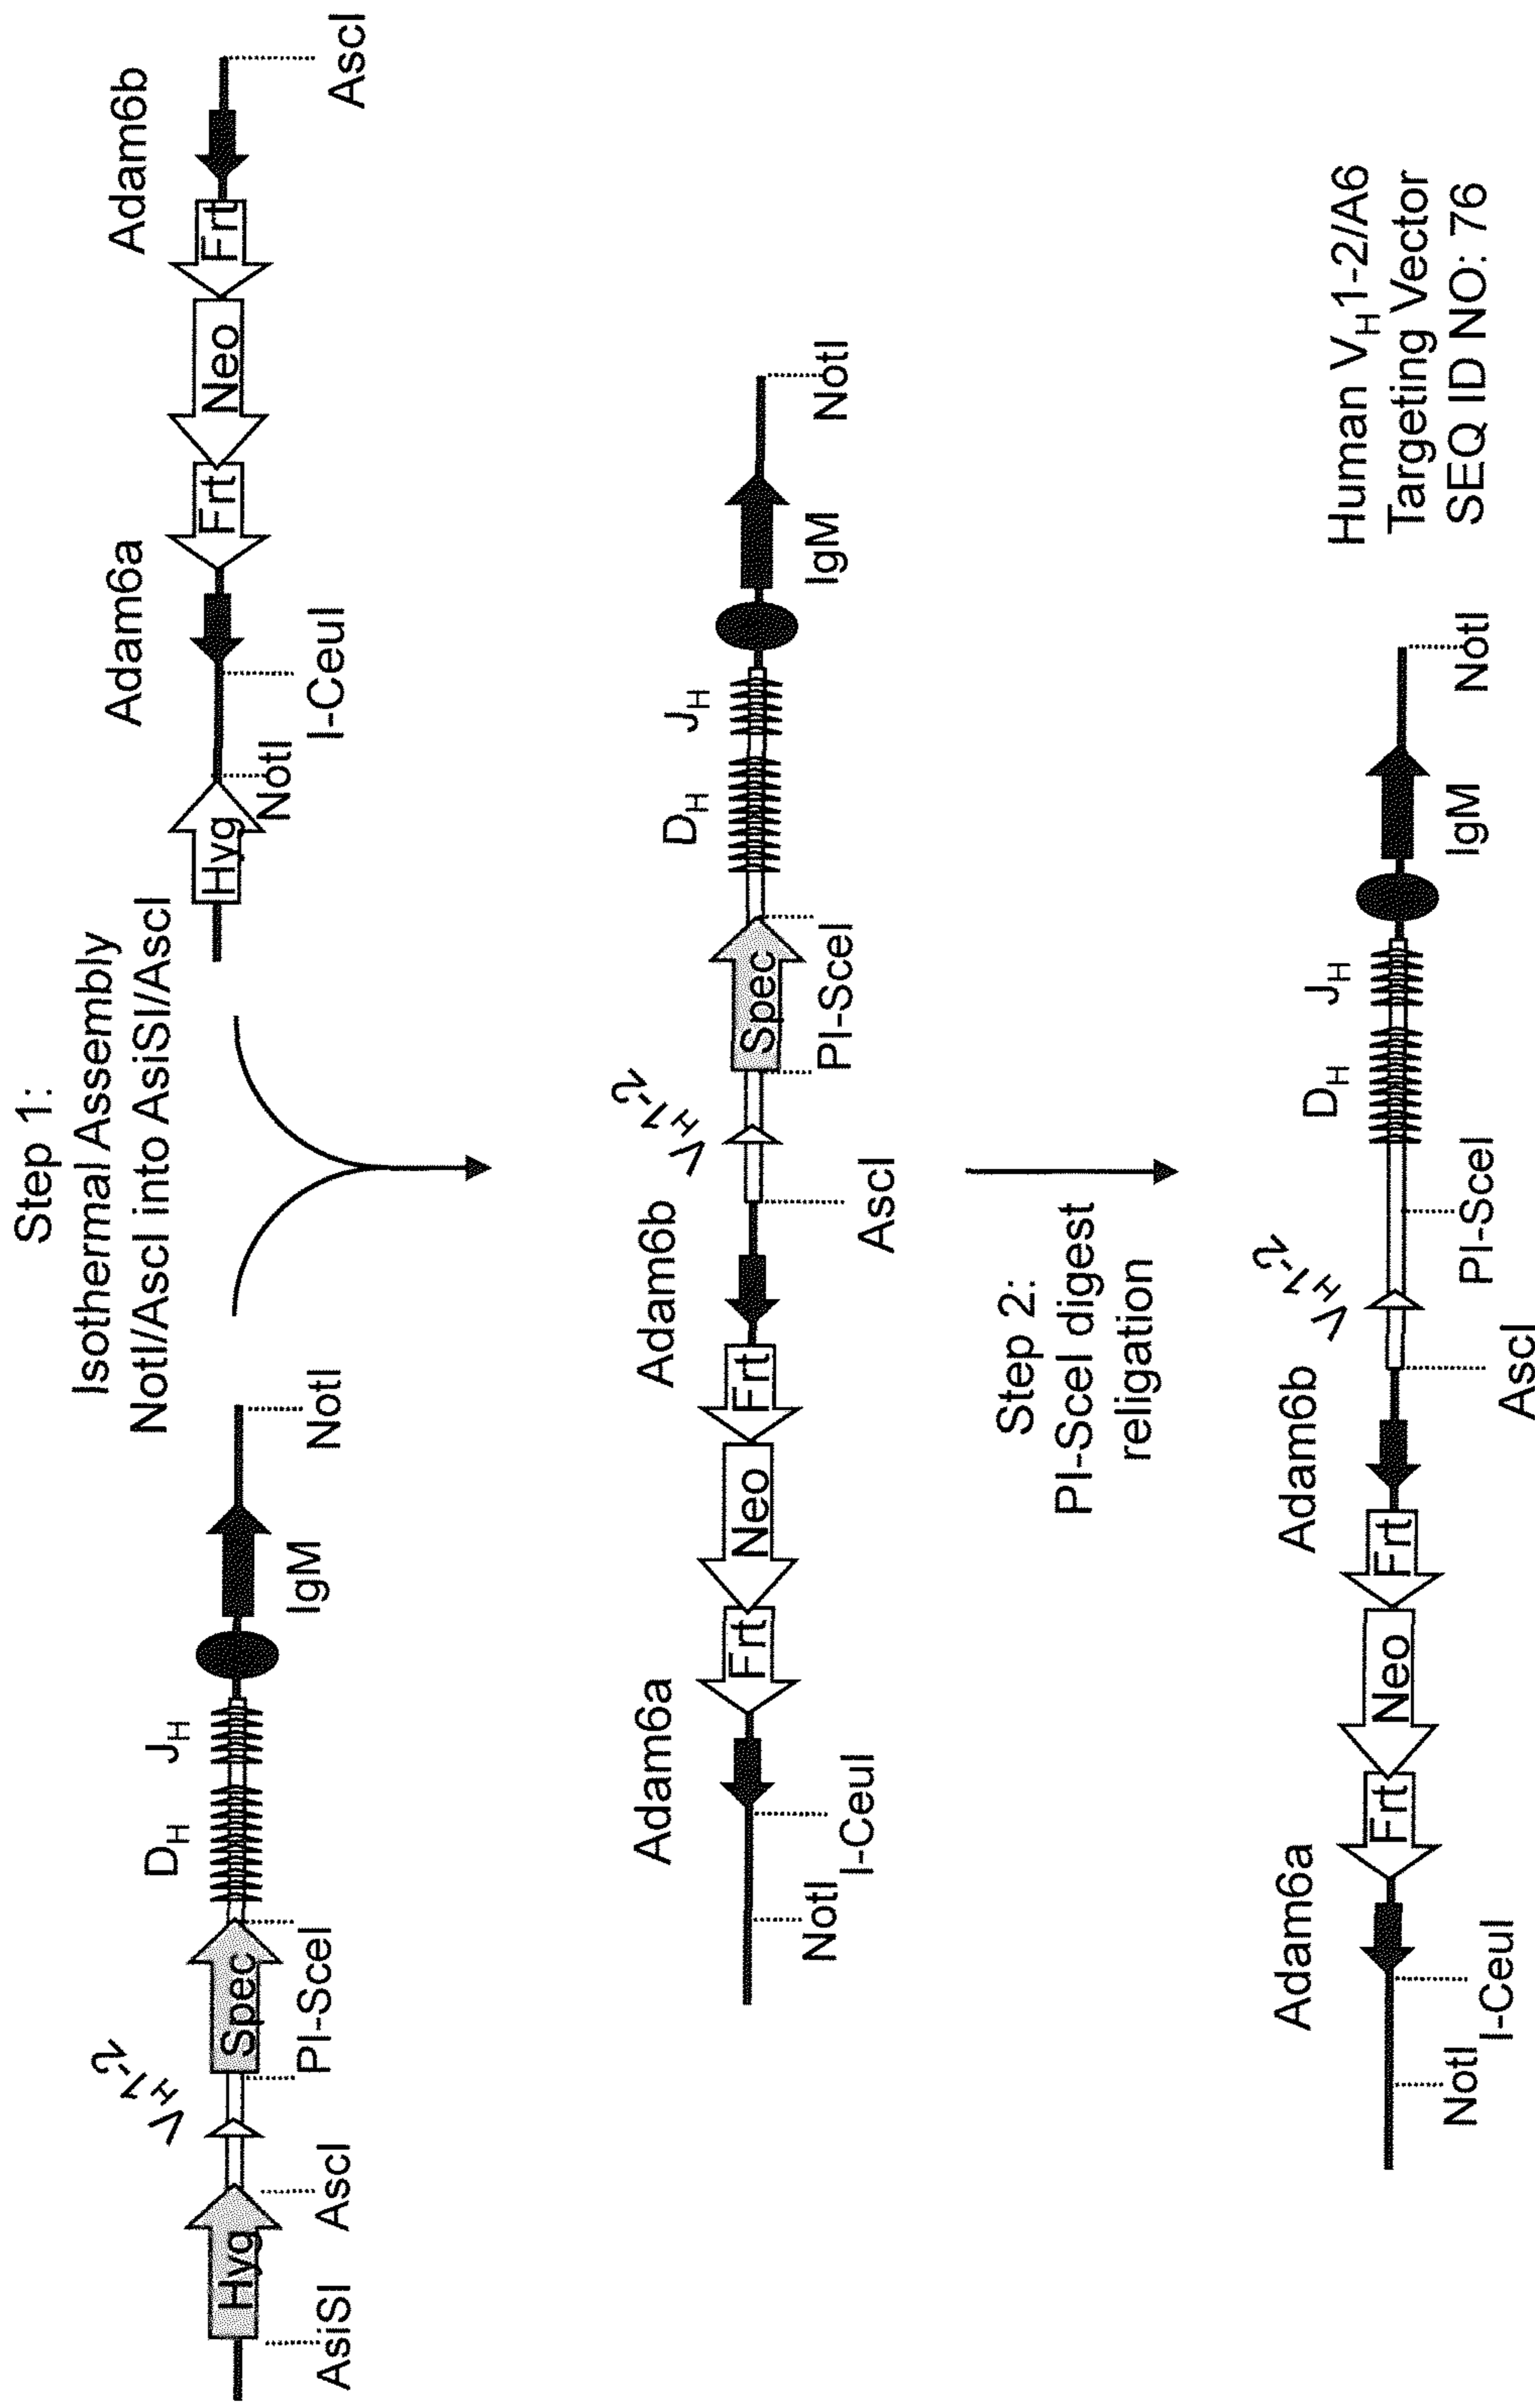 Step 1:
Isothermal Assembly
NotI/AscI into AsiSI/AscI
V_H1-2
D_H
J_H
Hyg
Spec
IgM
AsiSI
AscI
PI-SceI
NotI
Adam6a
Adam6b
Hyg
Frt
Neo
Frt
NotI
I-CeuI
AscI
Adam6a
Adam6b
V_H1-2
D_H
J_H
Frt
Neo
Frt
Spec
IgM
NotI
I-CeuI
AscI
PI-SceI
NotI
Step 2:
PI-SceI digest
religation
Adam6a
Adam6b
V_H1-2
D_H
J_H
Frt
Neo
Frt
IgM
NotI
I-CeuI
AscI
PI-SceI
NotI
Human V_H1-2/A6
Targeting Vector
SEQ ID NO: 76